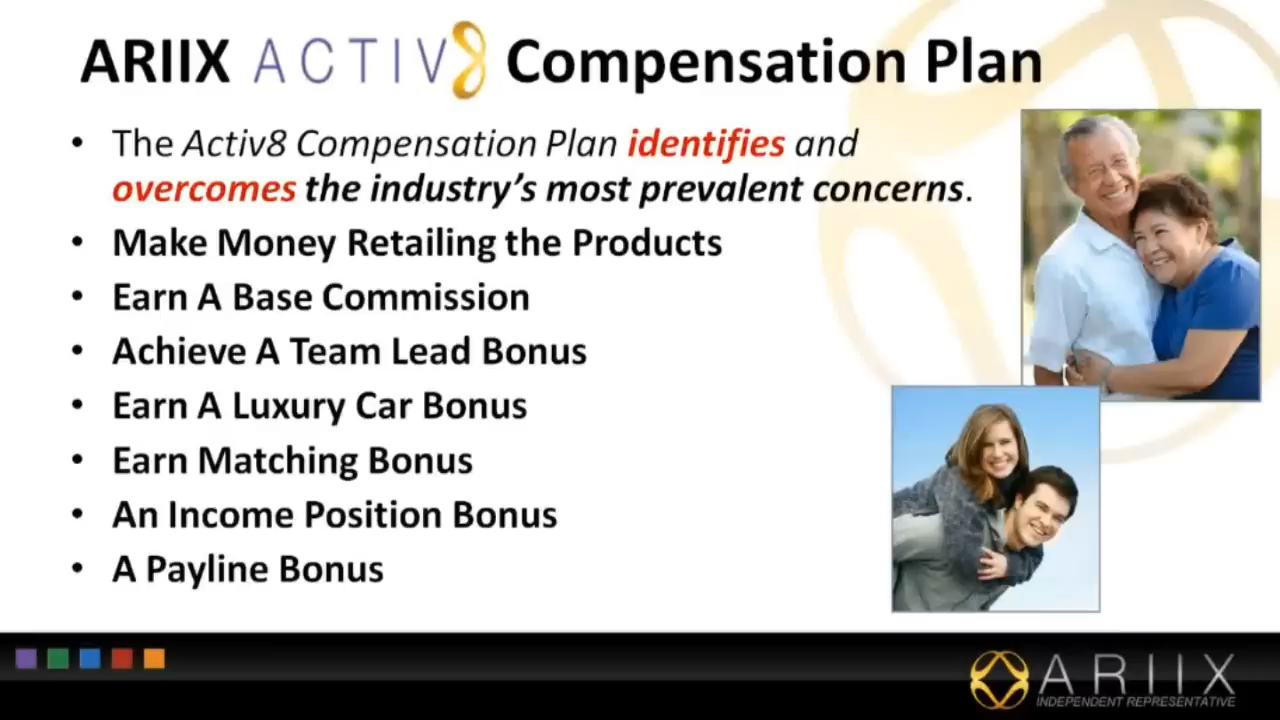 ARIIX ACTIV8 Compensation Plan
• The Activ8 Compensation Plan identifies and
overcomes the industry's most prevalent concerns.
• Make Money Retailing the Products
• Earn A Base Commission
• Achieve A Team Lead Bonus
• Earn A Luxury Car Bonus
• Earn Matching Bonus
• An Income Position Bonus
• A Payline Bonus
ARIIX
INDEPENDENT REPRESENTATIVE